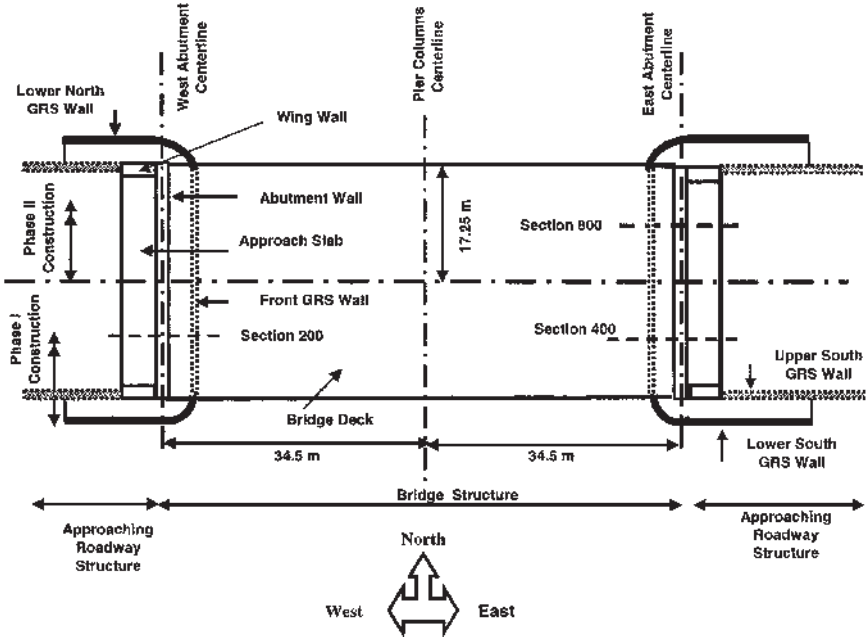 West Abutment
Centerline
Pier Columns
Centerline
East Abutment
Centerline
Lower North
GRS Wall
Wing Wall
Abutment Wall
Approach Slab
Front GRS Wall
Phase II
Construction
Phase I
Construction
17.25 m
Section 800
Section 200
Section 400
Upper South
GRS Wall
Bridge Deck
34.5 m
34.5 m
Lower South
GRS Wall
Bridge Structure
Approaching
Roadway
Structure
Approaching
Roadway
Structure
North
West
East